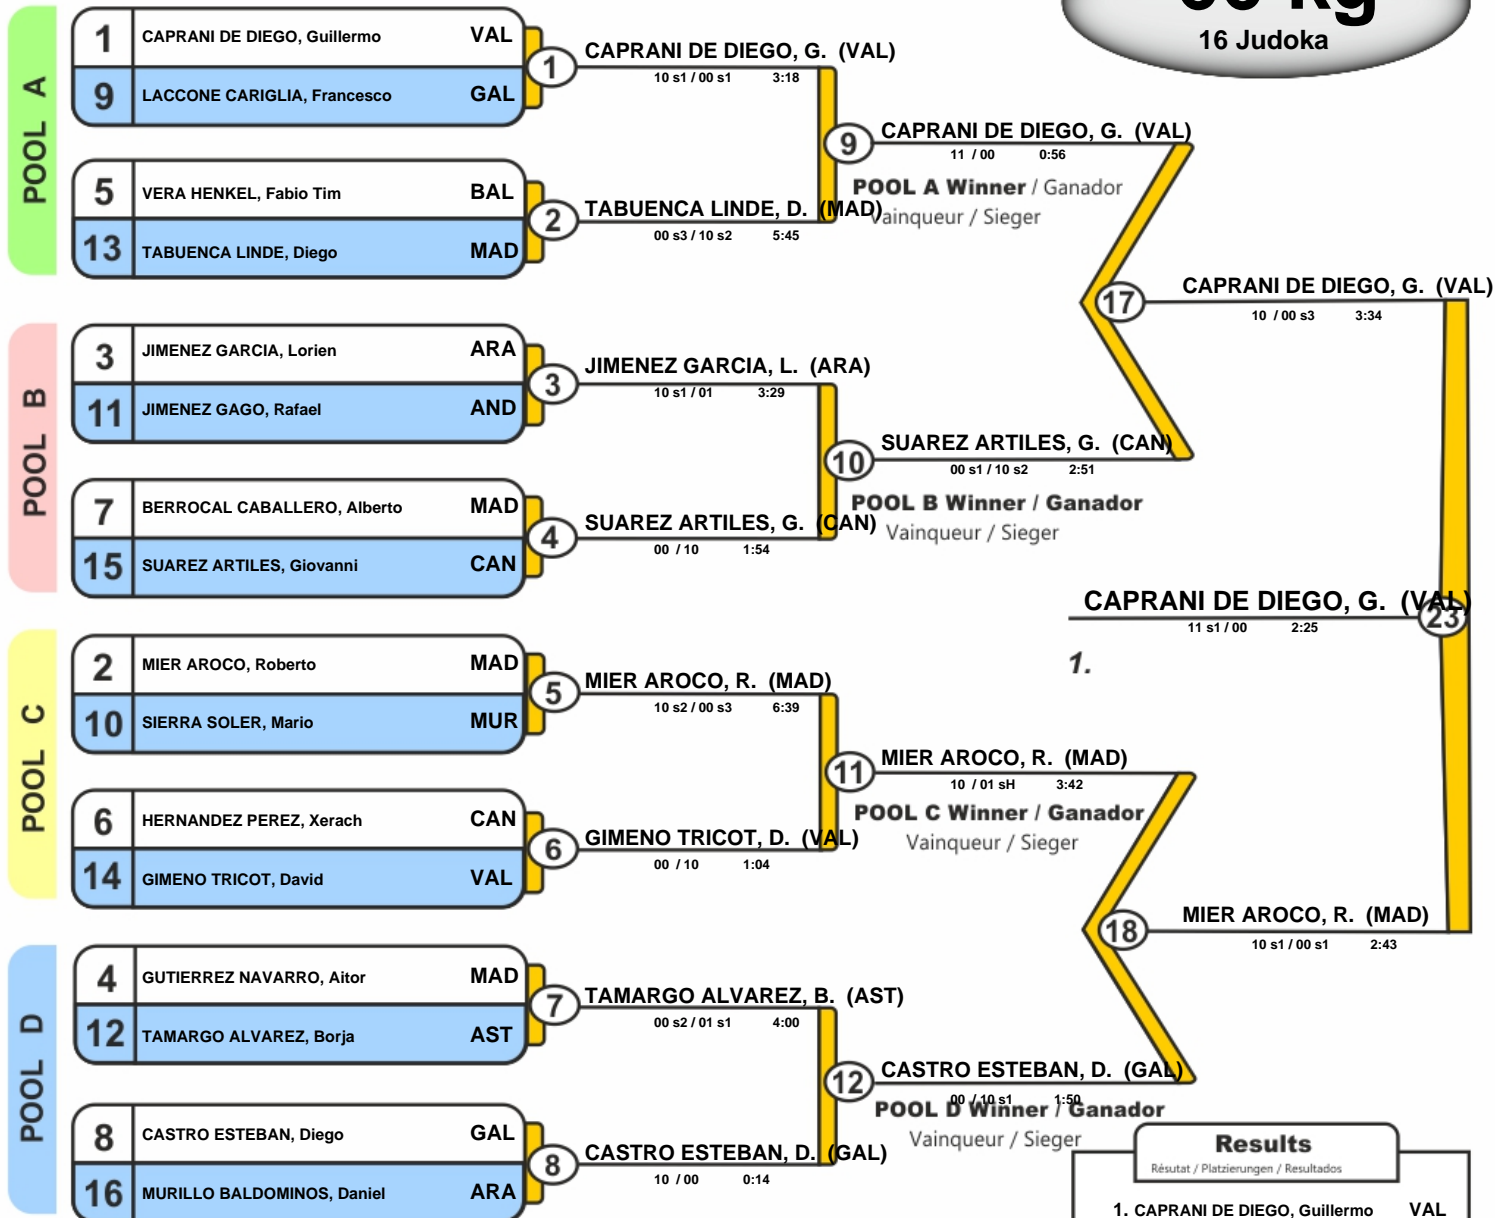 16 Judoka
POOL A
1 CAPRANI DE DIEGO, Guillermo VAL
9 LACCONE CARIGLIA, Francesco GAL
1
CAPRANI DE DIEGO, G. (VAL)
10 s1 / 00 s1 3:18
5 VERA HENKEL, Fabio Tim BAL
13 TABUENCA LINDE, Diego MAD
2
TABUENCA LINDE, D. (MAD)
00 s3 / 10 s2 5:45
9
CAPRANI DE DIEGO, G. (VAL)
11 / 00 0:56
POOL A Winner / Ganador
Vainqueur / Sieger
POOL B
3 JIMENEZ GARCIA, Lorien ARA
11 JIMENEZ GAGO, Rafael AND
3
JIMENEZ GARCIA, L. (ARA)
10 s1 / 01 3:29
7 BERROCAL CABALLERO, Alberto MAD
15 SUAREZ ARTILES, Giovanni CAN
4
SUAREZ ARTILES, G. (CAN)
00 / 10 1:54
10
SUAREZ ARTILES, G. (CAN)
00 s1 / 10 s2 2:51
POOL B Winner / Ganador
Vainqueur / Sieger
17
CAPRANI DE DIEGO, G. (VAL)
10 / 00 s3 3:34
CAPRANI DE DIEGO, G. (VAL)
23
11 s1 / 00 2:25
1.
POOL C
2 MIER AROCO, Roberto MAD
10 SIERRA SOLER, Mario MUR
5
MIER AROCO, R. (MAD)
10 s2 / 00 s3 6:39
6 HERNANDEZ PEREZ, Xerach CAN
14 GIMENO TRICOT, David VAL
6
GIMENO TRICOT, D. (VAL)
00 / 10 1:04
11
MIER AROCO, R. (MAD)
10 / 01 sH 3:42
POOL C Winner / Ganador
Vainqueur / Sieger
POOL D
4 GUTIERREZ NAVARRO, Aitor MAD
12 TAMARGO ALVAREZ, Borja AST
7
TAMARGO ALVAREZ, B. (AST)
00 s2 / 01 s1 4:00
8 CASTRO ESTEBAN, Diego GAL
16 MURILLO BALDOMINOS, Daniel ARA
8
CASTRO ESTEBAN, D. (GAL)
10 / 00 0:14
12
CASTRO ESTEBAN, D. (GAL)
00 / 10 s1 1:50
POOL D Winner / Ganador
Vainqueur / Sieger
18
MIER AROCO, R. (MAD)
10 s1 / 00 s1 2:43
Results
Résutat / Platzierungen / Resultados
1. CAPRANI DE DIEGO, Guillermo VAL